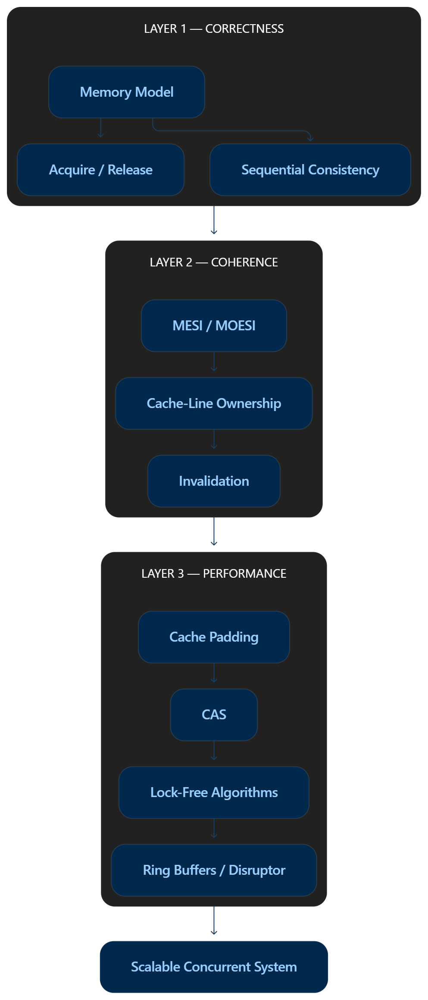 LAYER 1 — CORRECTNESS
Memory Model
Acquire / Release
Sequential Consistency
LAYER 2 — COHERENCE
MESI / MOESI
Cache-Line Ownership
Invalidation
LAYER 3 — PERFORMANCE
Cache Padding
CAS
Lock-Free Algorithms
Ring Buffers / Disruptor
Scalable Concurrent System